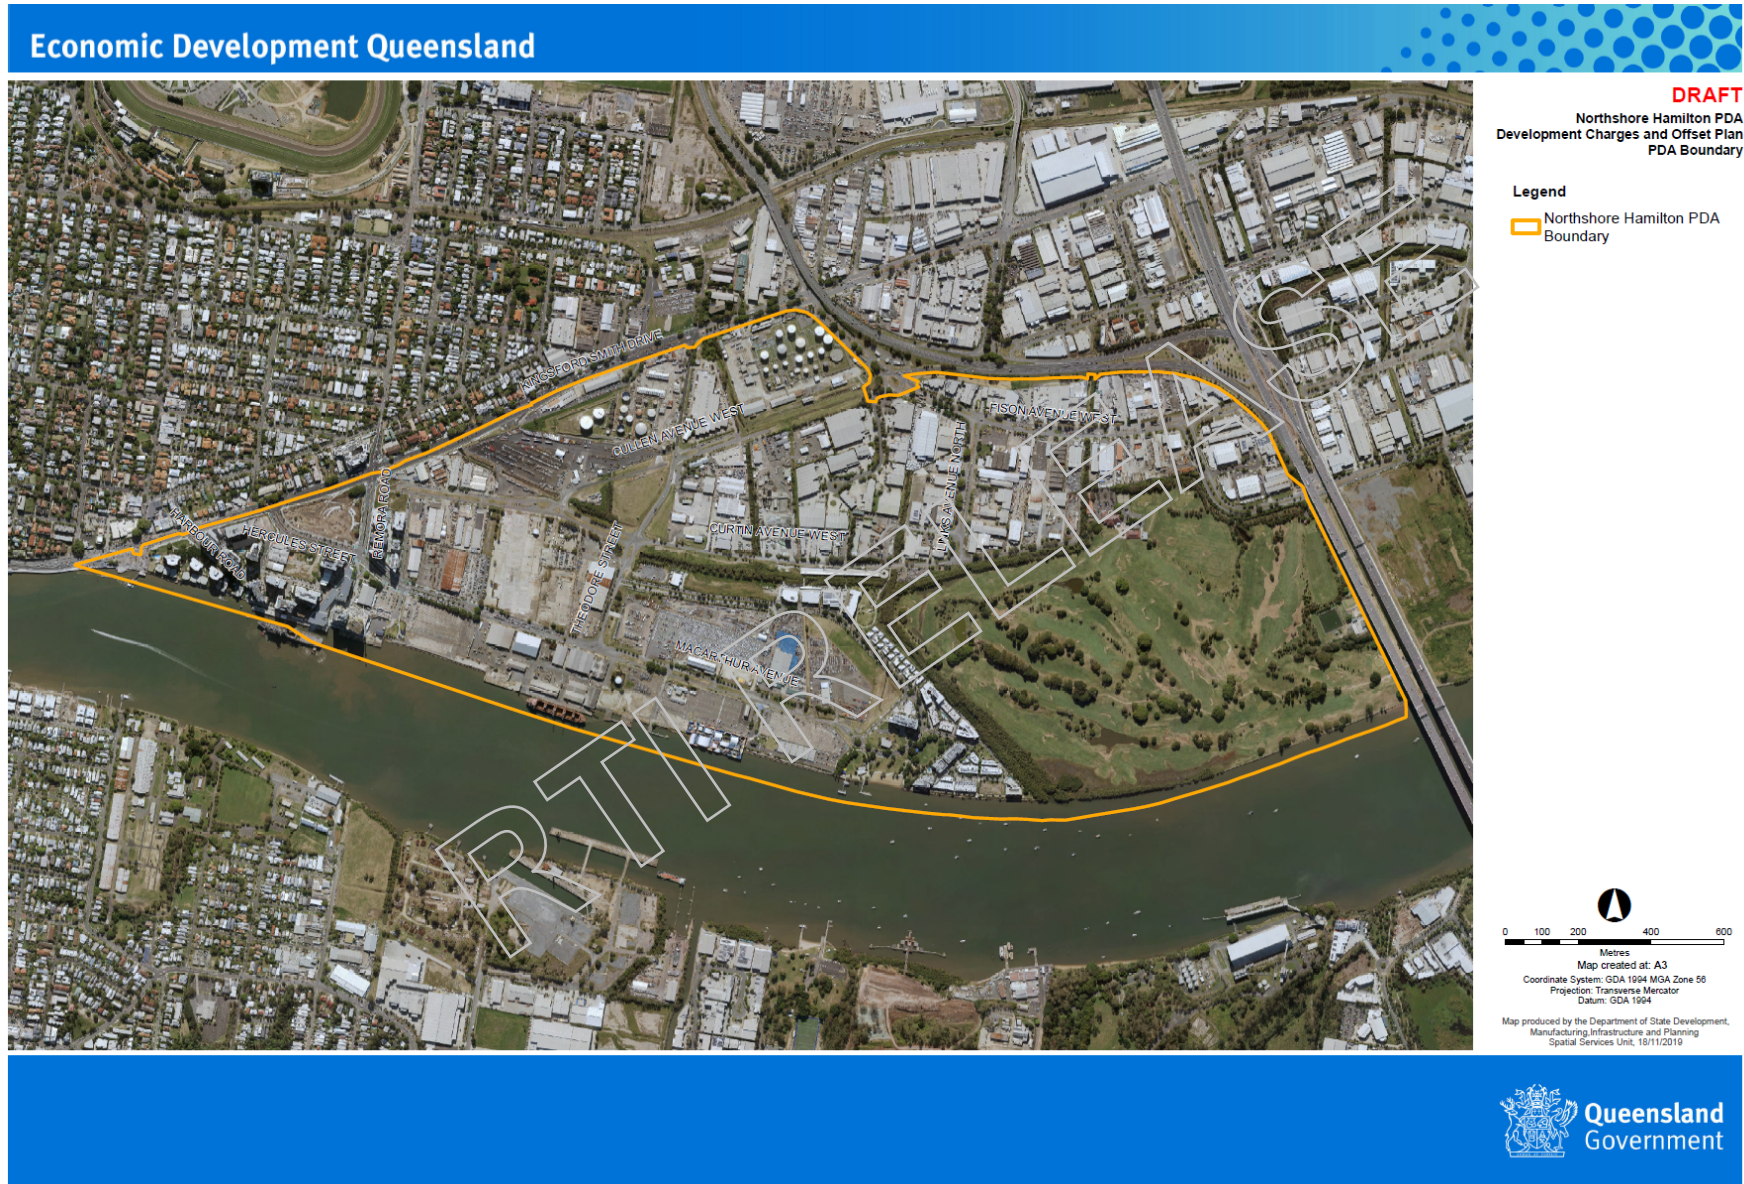 Economic Development Queensland
DRAFT
Northshore Hamilton PDA
Development Charges and Offset Plan
PDA Boundary
Legend
Northshore Hamilton PDA
Boundary
KINGSFORD SMITH DRIVE
CULLEN AVENUE WEST
FISON AVENUE WEST
LINKS AVENUE NORTH
REMORA ROAD
HARBOUR ROAD
HERCULES STREET
CURTIN AVENUE WEST
THEODORE STREET
MACARTHUR AVENUE
RTI RELEASE
0 100 200 400 600
Metres
Map created at: A3
Coordinate System: GDA 1994 MGA Zone 56
Projection: Transverse Mercator
Datum: GDA 1994
Map produced by the Department of State Development,
Manufacturing,Infrastructure and Planning
Spatial Services Unit, 18/11/2019
Queensland
Government